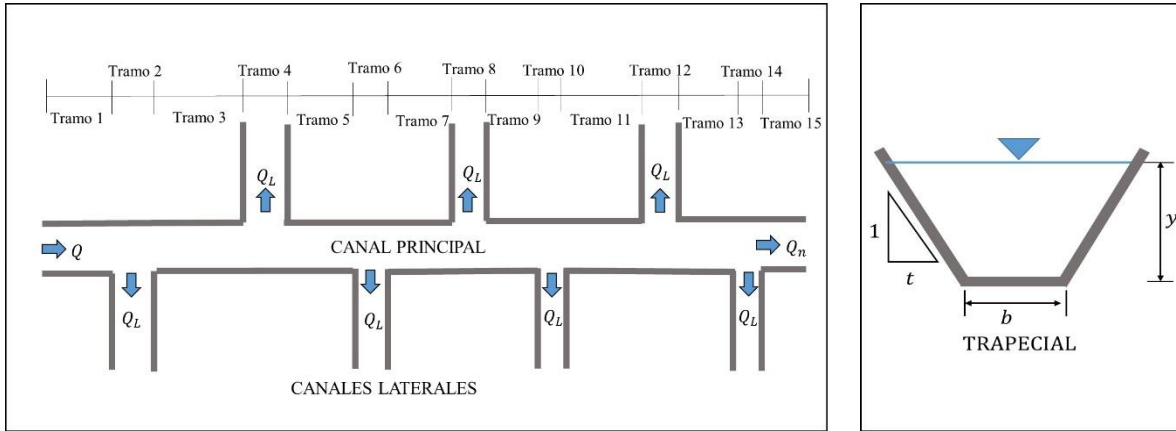 Tramo 2
Tramo 4
Tramo 6
Tramo 8
Tramo 10
Tramo 12
Tramo 14
Tramo 1
Tramo 3
Tramo 5
Tramo 7
Tramo 9
Tramo 11
Tramo 13
Tramo 15
Q_L
Q_L
Q_L
Q
CANAL PRINCIPAL
Q_n
Q_L
Q_L
Q_L
Q_L
CANALES LATERALES
1
t
y
b
TRAPECIAL